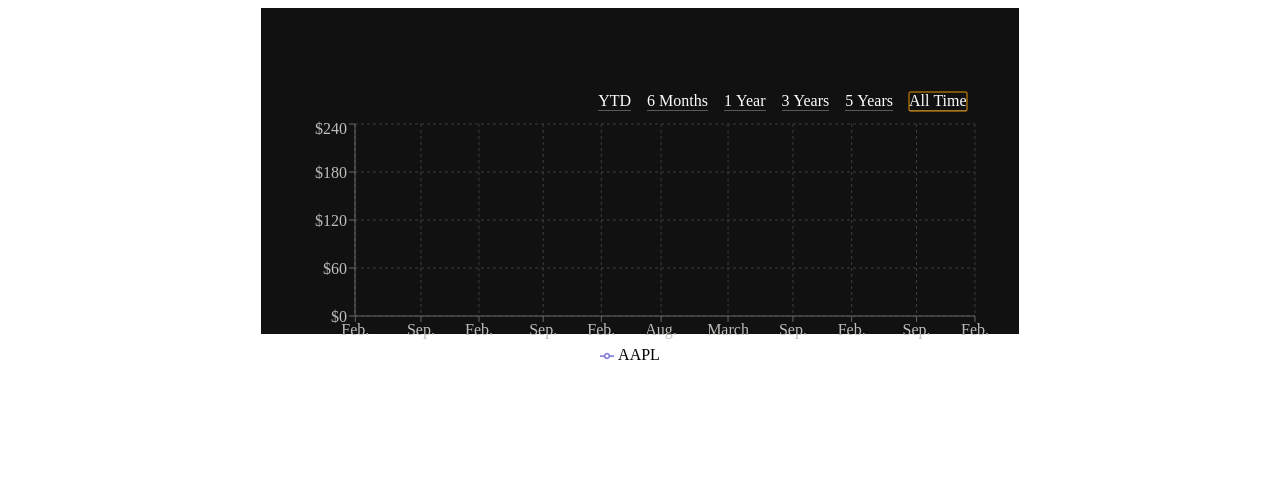 YTD 6 Months 1 Year 3 Years 5 Years All Time
$240
$180
$120
$60
$0
Feb. Sep. Feb. Sep. Feb. Aug. March Sep. Feb. Sep. Feb.
AAPL